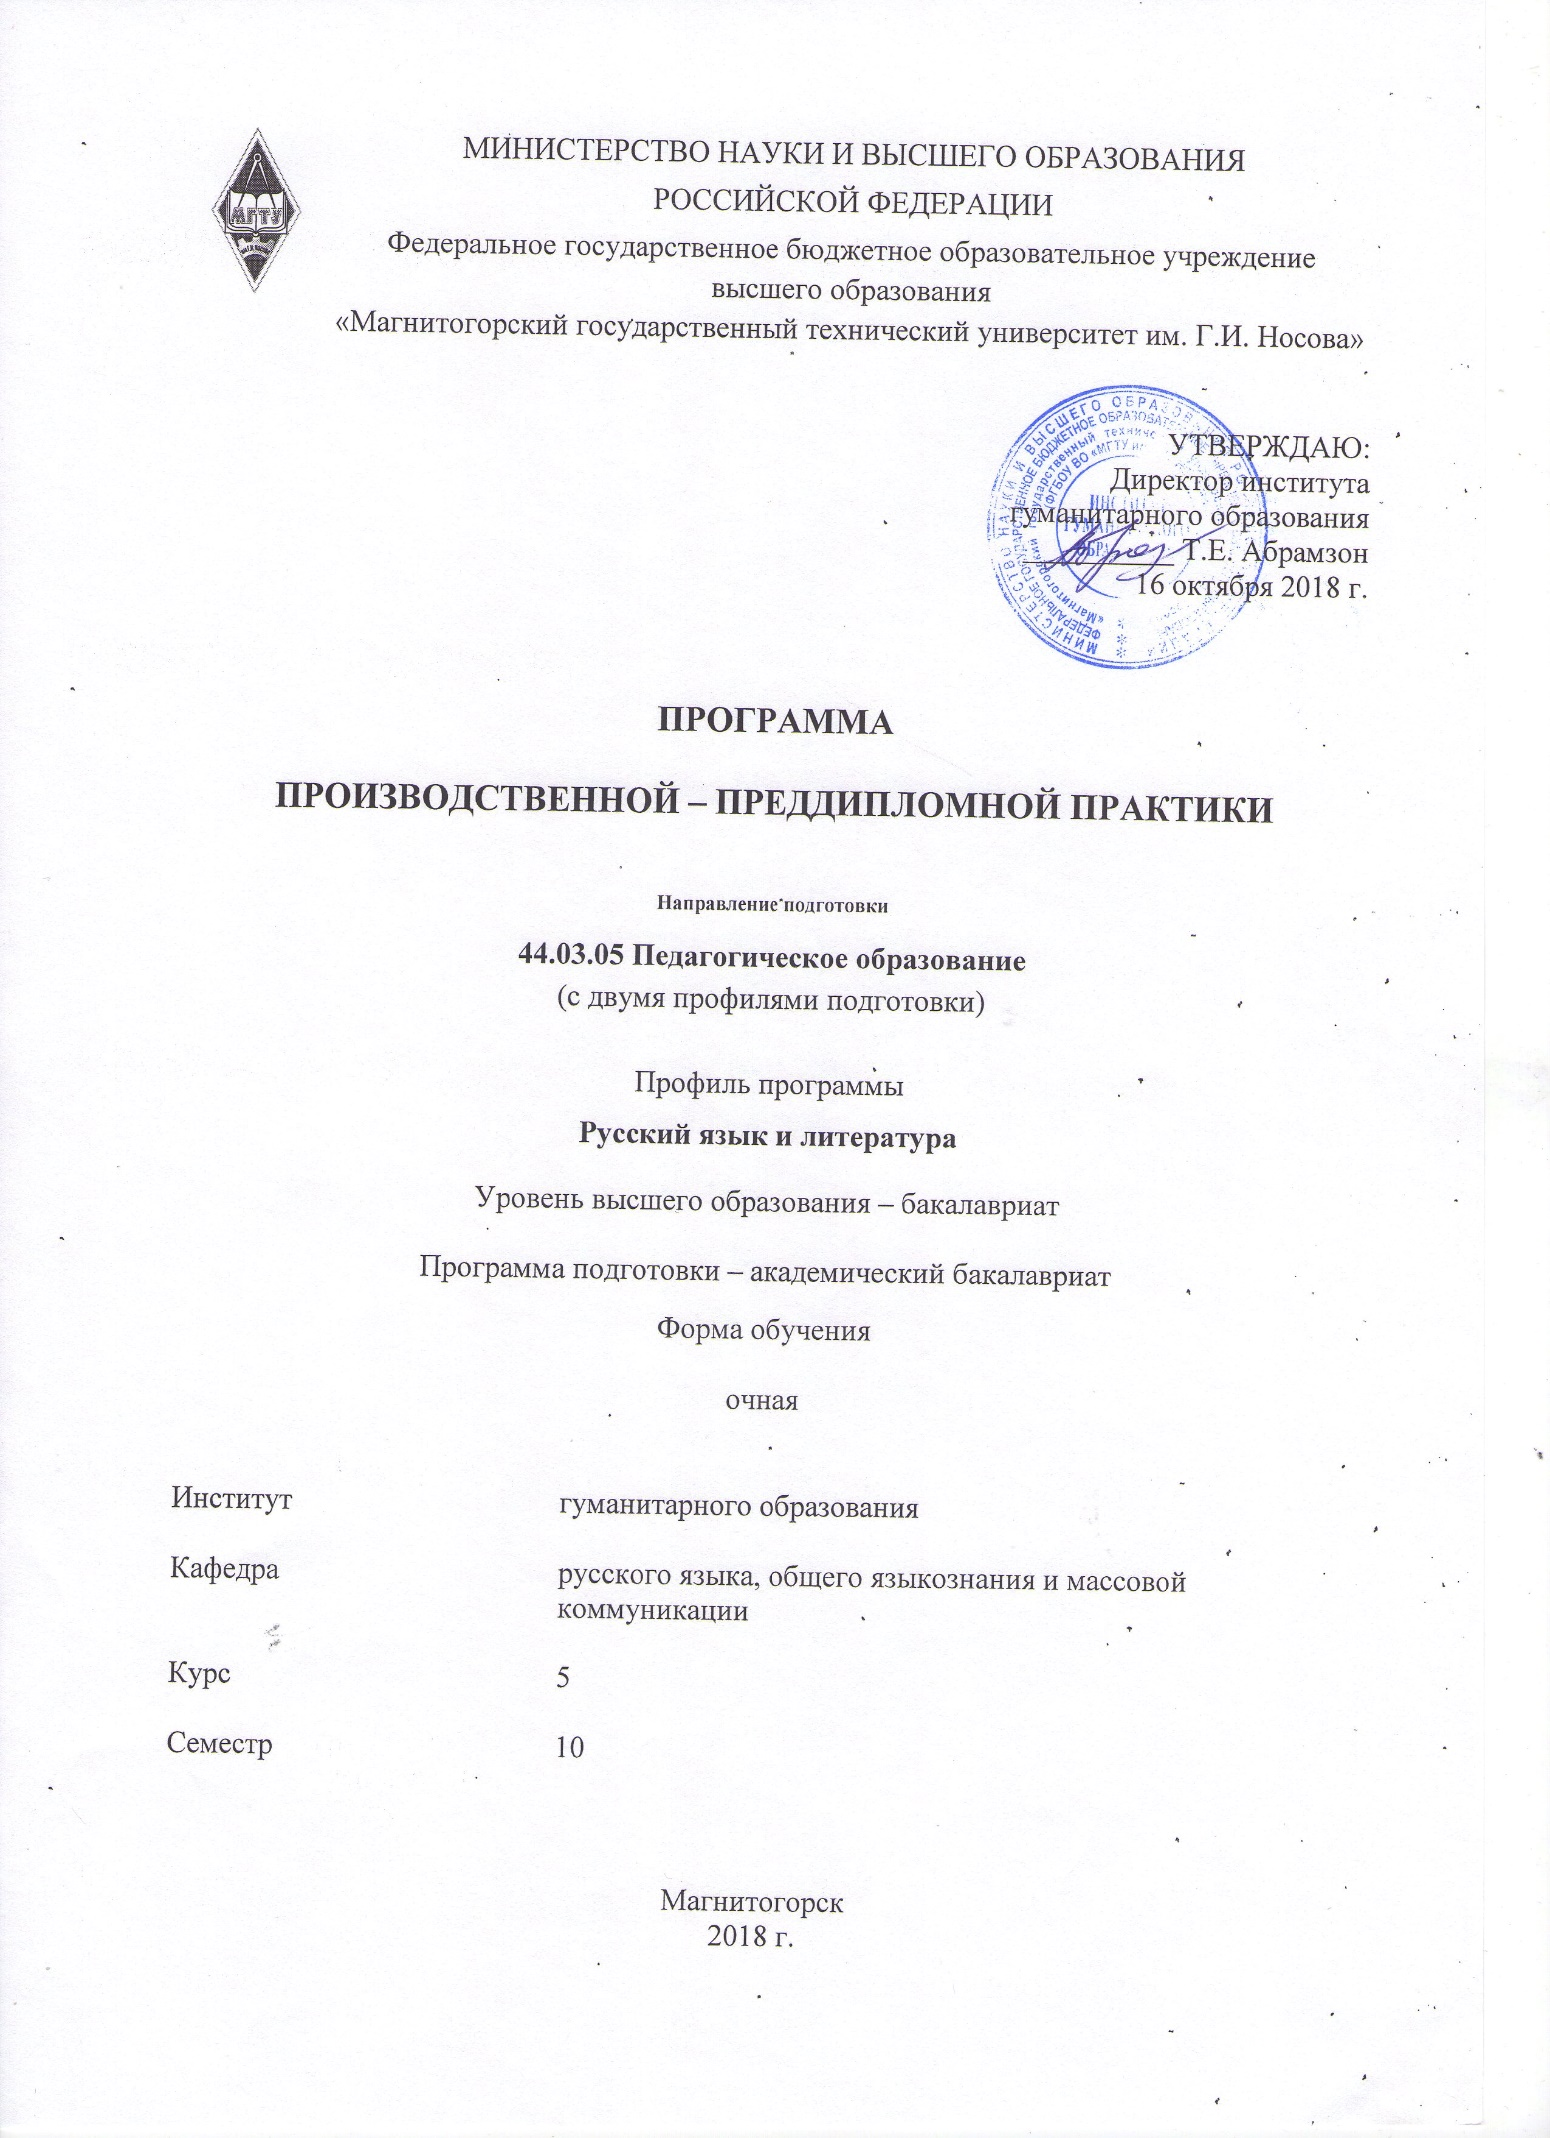 МИНИСТЕРСТВО НАУКИ И ВЫСШЕГО ОБРАЗОВАНИЯ
РОССИЙСКОЙ ФЕДЕРАЦИИ
Федеральное государственное бюджетное образовательное учреждение
высшего образования
«Магнитогорский государственный технический университет им. Г.И. Носова»
МГТУ
УТВЕРЖДАЮ:
Директор института
гуманитарного образования
Т.Е. Абрамзон
16 октября 2018 г.
ПРОГРАММА
ПРОИЗВОДСТВЕННОЙ – ПРЕДДИПЛОМНОЙ ПРАКТИКИ
Направление подготовки
44.03.05 Педагогическое образование
(с двумя профилями подготовки)
Профиль программы
Русский язык и литература
Уровень высшего образования – бакалавриат
Программа подготовки – академический бакалавриат
Форма обучения
очная
Институт гуманитарного образования
Кафедра русского языка, общего языкознания и массовой
коммуникации
Курс 5
Семестр 10
Магнитогорск
2018 г.